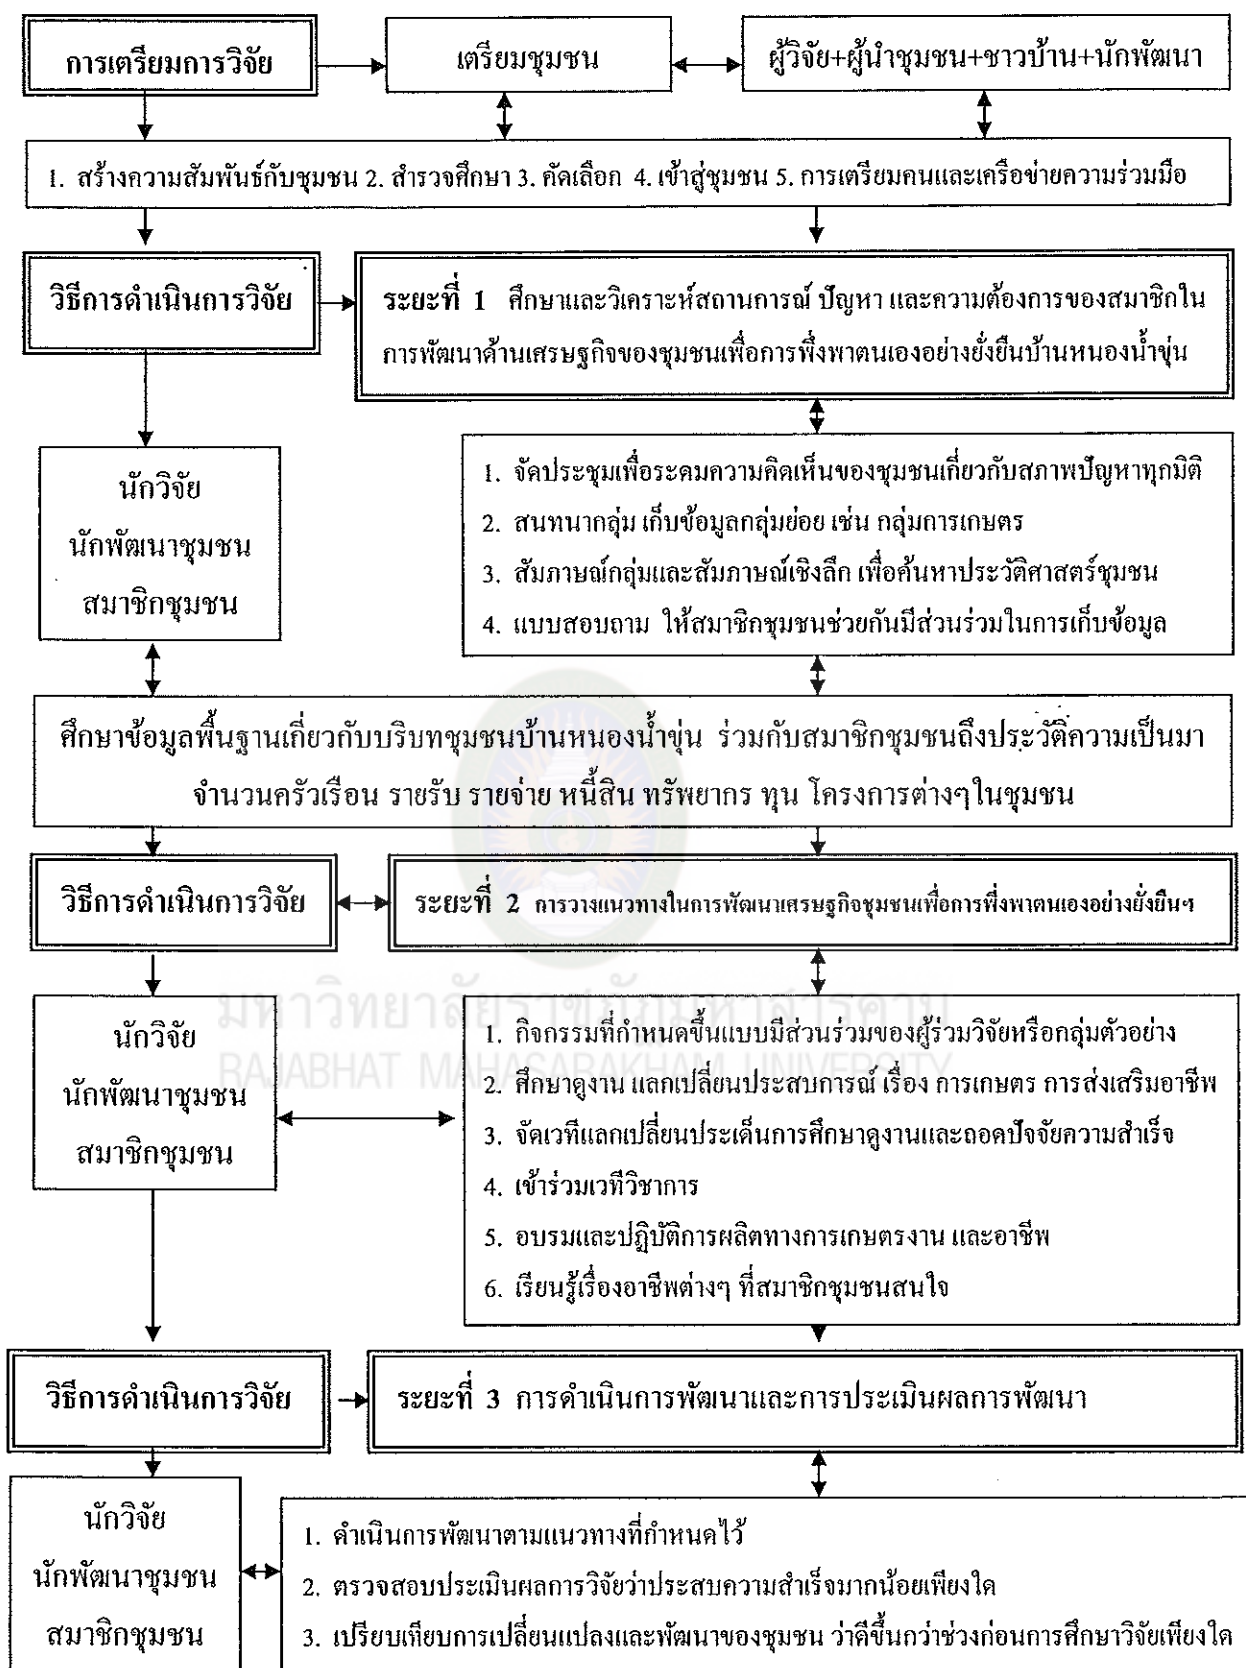 การเตรียมการวิจัย
เตรียมชุมชน
ผู้วิจัย+ผู้นำชุมชน+ชาวบ้าน+นักพัฒนา
1. สร้างความสัมพันธ์กับชุมชน 2. สำรวจศึกษา 3. คัดเลือก 4. เข้าสู่ชุมชน 5. การเตรียมคนและเครือข่ายความร่วมมือ
วิธีการดำเนินการวิจัย
ระยะที่ 1 ศึกษาและวิเคราะห์สถานการณ์ ปัญหา และความต้องการของสมาชิกใน
การพัฒนาด้านเศรษฐกิจของชุมชนเพื่อการพึ่งพาตนเองอย่างยั่งยืนบ้านหนองน้ำขุ่น
นักวิจัย
นักพัฒนาชุมชน
สมาชิกชุมชน
1. จัดประชุมเพื่อระดมความคิดเห็นของชุมชนเกี่ยวกับสภาพปัญหาทุกมิติ
2. สนทนากลุ่ม เก็บข้อมูลกลุ่มย่อย เช่น กลุ่มการเกษตร
3. สัมภาษณ์กลุ่มและสัมภาษณ์เชิงลึก เพื่อค้นหาประวัติศาสตร์ชุมชน
4. แบบสอบถาม ให้สมาชิกชุมชนช่วยกันมีส่วนร่วมในการเก็บข้อมูล
ศึกษาข้อมูลพื้นฐานเกี่ยวกับบริบทชุมชนบ้านหนองน้ำขุ่น ร่วมกับสมาชิกชุมชนถึงประวัติความเป็นมา
จำนวนครัวเรือน รายรับ รายจ่าย หนี้สิน ทรัพยากร ทุน โครงการต่างๆในชุมชน
วิธีการดำเนินการวิจัย
ระยะที่ 2 การวางแนวทางในการพัฒนาเศรษฐกิจชุมชนเพื่อการพึ่งพาตนเองอย่างยั่งยืนฯ
มหาวิทยาลัยราชภัฏมหาสารคาม
RAJABHAT MAHASARAKHAM UNIVERSITY
นักวิจัย
นักพัฒนาชุมชน
สมาชิกชุมชน
1. กิจกรรมที่กำหนดขึ้นแบบมีส่วนร่วมของผู้ร่วมวิจัยหรือกลุ่มตัวอย่าง
2. ศึกษาดูงาน แลกเปลี่ยนประสบการณ์ เรื่อง การเกษตร การส่งเสริมอาชีพ
3. จัดเวทีแลกเปลี่ยนประเด็นการศึกษาดูงานและถอดปัจจัยความสำเร็จ
4. เข้าร่วมเวทีวิชาการ
5. อบรมและปฏิบัติการผลิตทางการเกษตรงาน และอาชีพ
6. เรียนรู้เรื่องอาชีพต่างๆ ที่สมาชิกชุมชนสนใจ
วิธีการดำเนินการวิจัย
ระยะที่ 3 การดำเนินการพัฒนาและการประเมินผลการพัฒนา
นักวิจัย
นักพัฒนาชุมชน
สมาชิกชุมชน
1. ดำเนินการพัฒนาตามแนวทางที่กำหนดไว้
2. ตรวจสอบประเมินผลการวิจัยว่าประสบความสำเร็จมากน้อยเพียงใด
3. เปรียบเทียบการเปลี่ยนแปลงและพัฒนาของชุมชน ว่าดีขึ้นกว่าช่วงก่อนการศึกษาวิจัยเพียงใด